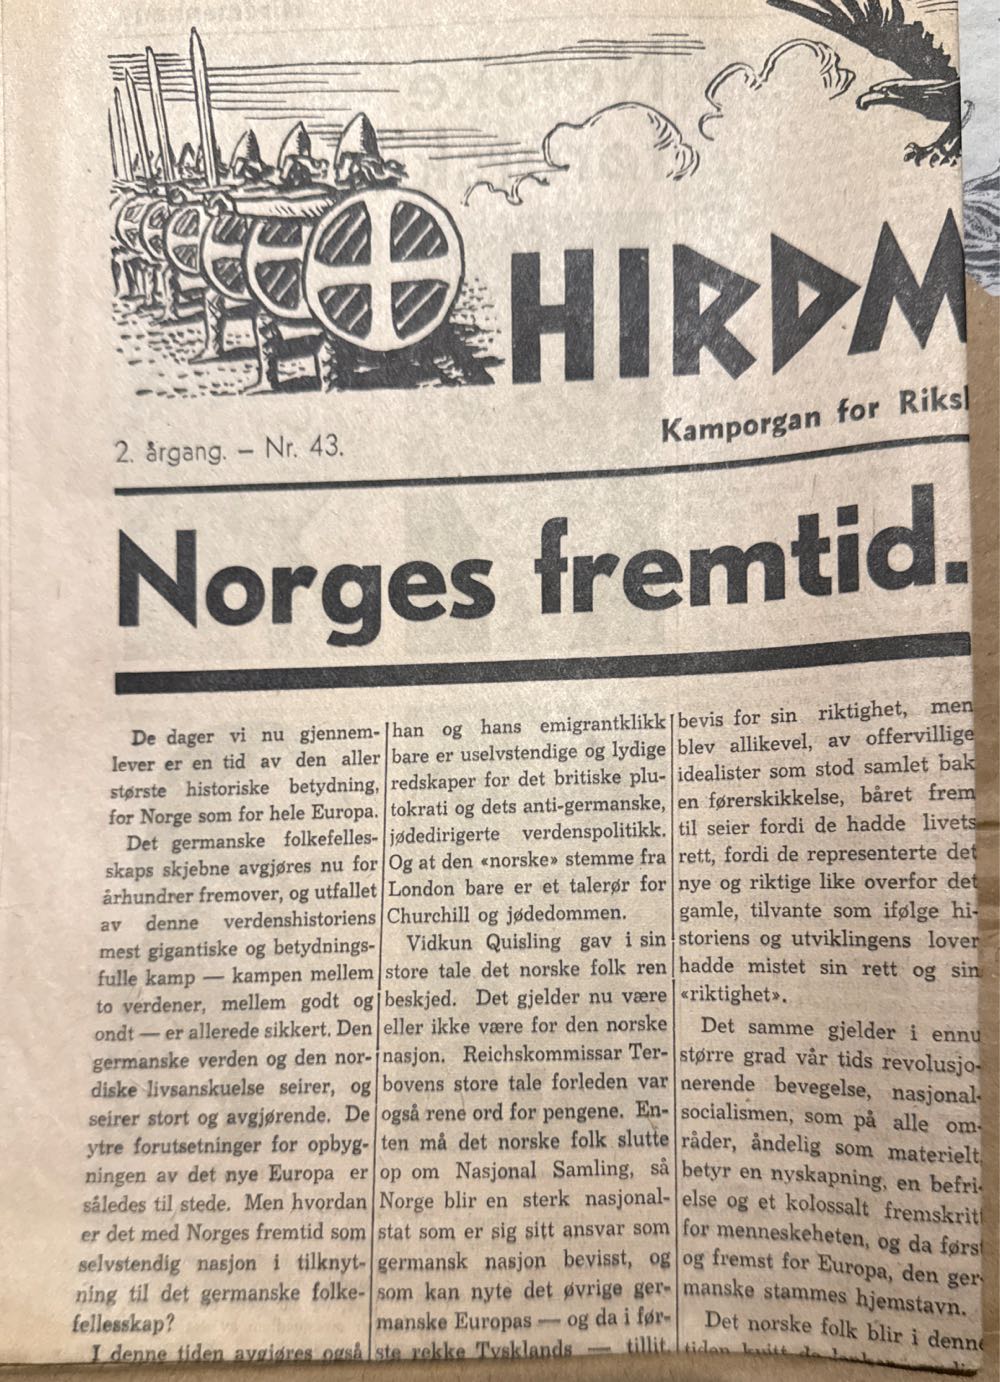 HIRDM
Kamporgan for Riks
2. årgang. – Nr. 43.
Norges fremtid.
De dager vi nu gjennem-
lever er en tid av den aller
største historiske betydning,
for Norge som for hele Europa.
Det germanske folkefelles-
skaps skjebne avgjøres nu for
århundrer fremover, og utfallet
av denne verdenshistoriens
mest gigantiske og betydnings-
fulle kamp — kampen mellem
to verdener, mellem godt og
ondt — er allerede sikkert. Den
germanske verden og den nor-
diske livsanskuelse seirer, og
seirer stort og avgjørende. De
ytre forutsetninger for opbyg-
ningen av det nye Europa er
således til stede. Men hvordan
er det med Norges fremtid som
selvstendig nasjon i tilknyt-
ning til det germanske folke-
fellesskap?
I denne tiden avgjøres også
han og hans emigrantklikk
bare er uselvstendige og lydige
redskaper for det britiske plu-
tokrati og dets anti-germanske,
jødedirigerte verdenspolitikk.
Og at den «norske» stemme fra
London bare er et talerør for
Churchill og jødedommen.
Vidkun Quisling gav i sin
store tale det norske folk ren
beskjed. Det gjelder nu være
eller ikke være for den norske
nasjon. Reichskommissar Ter-
bovens store tale forleden var
også rene ord for pengene. En-
ten må det norske folk slutte
op om Nasjonal Samling, så
Norge blir en sterk nasjonal-
stat som er sig sitt ansvar som
germansk nasjon bevisst, og
som kan nyte det øvrige ger-
manske Europas — og da i før-
ste rekke Tysklands — tillit,
bevis for sin riktighet, men
blev allikevel, av offervillige
idealister som stod samlet bak
en førerskikkelse, båret frem
til seier fordi de hadde livets
rett, fordi de representerte det
nye og riktige like overfor det
gamle, tilvante som ifølge hi-
storiens og utviklingens lover
hadde mistet sin rett og sin
«riktighet».
Det samme gjelder i ennu
større grad vår tids revolusjo-
nerende bevegelse, nasjonal-
socialismen, som på alle om-
råder, åndelig som materielt,
betyr en nyskapning, en befri-
else og et kolossalt fremskritt
for menneskeheten, og da først
og fremst for Europa, den ger-
manske stammes hjemstavn.
Det norske folk blir i denne
tiden kvitt de